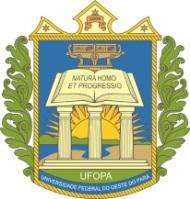 NATURA HOMO
ET PROGRESSIO
UFOPA
UNIVERSIDADE FEDERAL DO OESTE DO PARÁ